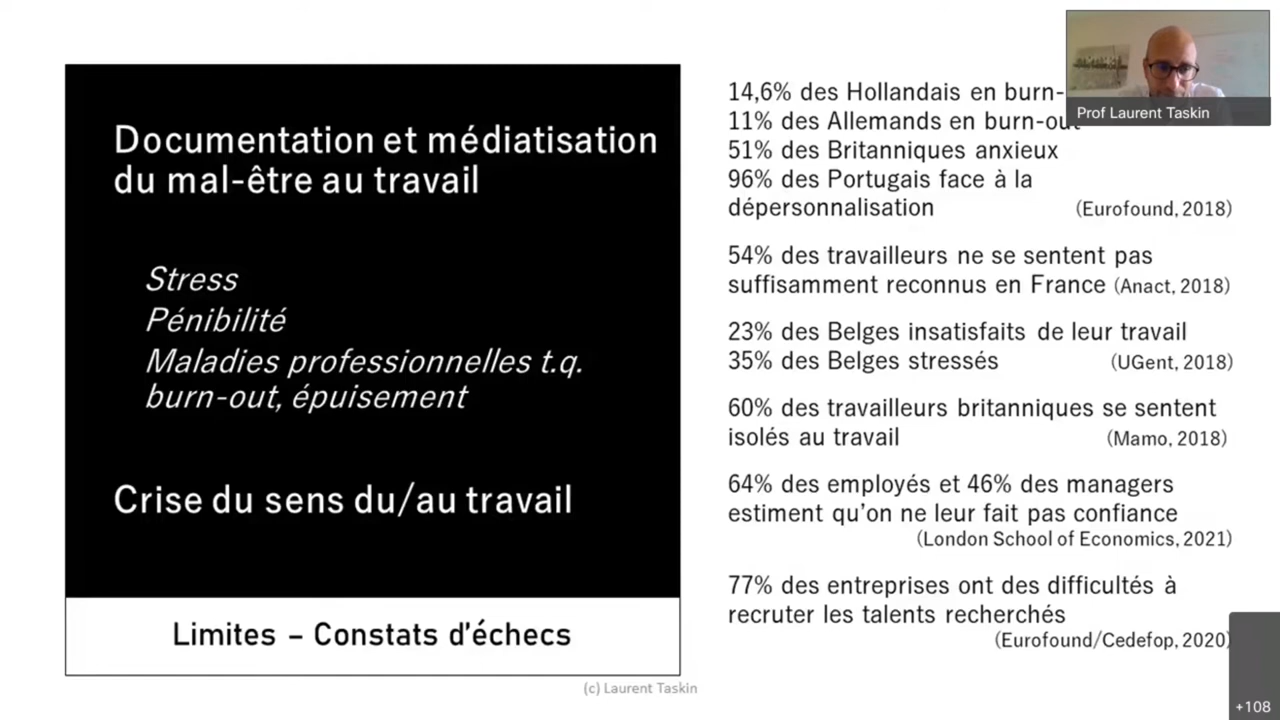 Documentation et médiatisation
du mal-être au travail
Stress
Pénibilité
Maladies professionnelles t.q.
burn-out, épuisement
Crise du sens du/au travail
Limites – Constats d'échecs
14,6% des Hollandais en burn-
11% des Allemands en burn-out
51% des Britanniques anxieux
96% des Portugais face à la
dépersonnalisation (Eurofound, 2018)
54% des travailleurs ne se sentent pas
suffisamment reconnus en France (Anact, 2018)
23% des Belges insatisfaits de leur travail
35% des Belges stressés (UGent, 2018)
60% des travailleurs britanniques se sentent
isolés au travail (Mamo, 2018)
64% des employés et 46% des managers
estiment qu'on ne leur fait pas confiance
(London School of Economics, 2021)
77% des entreprises ont des difficultés à
recruter les talents recherchés
(Eurofound/Cedefop, 2020)
Prof Laurent Taskin
(c) Laurent Taskin
+108